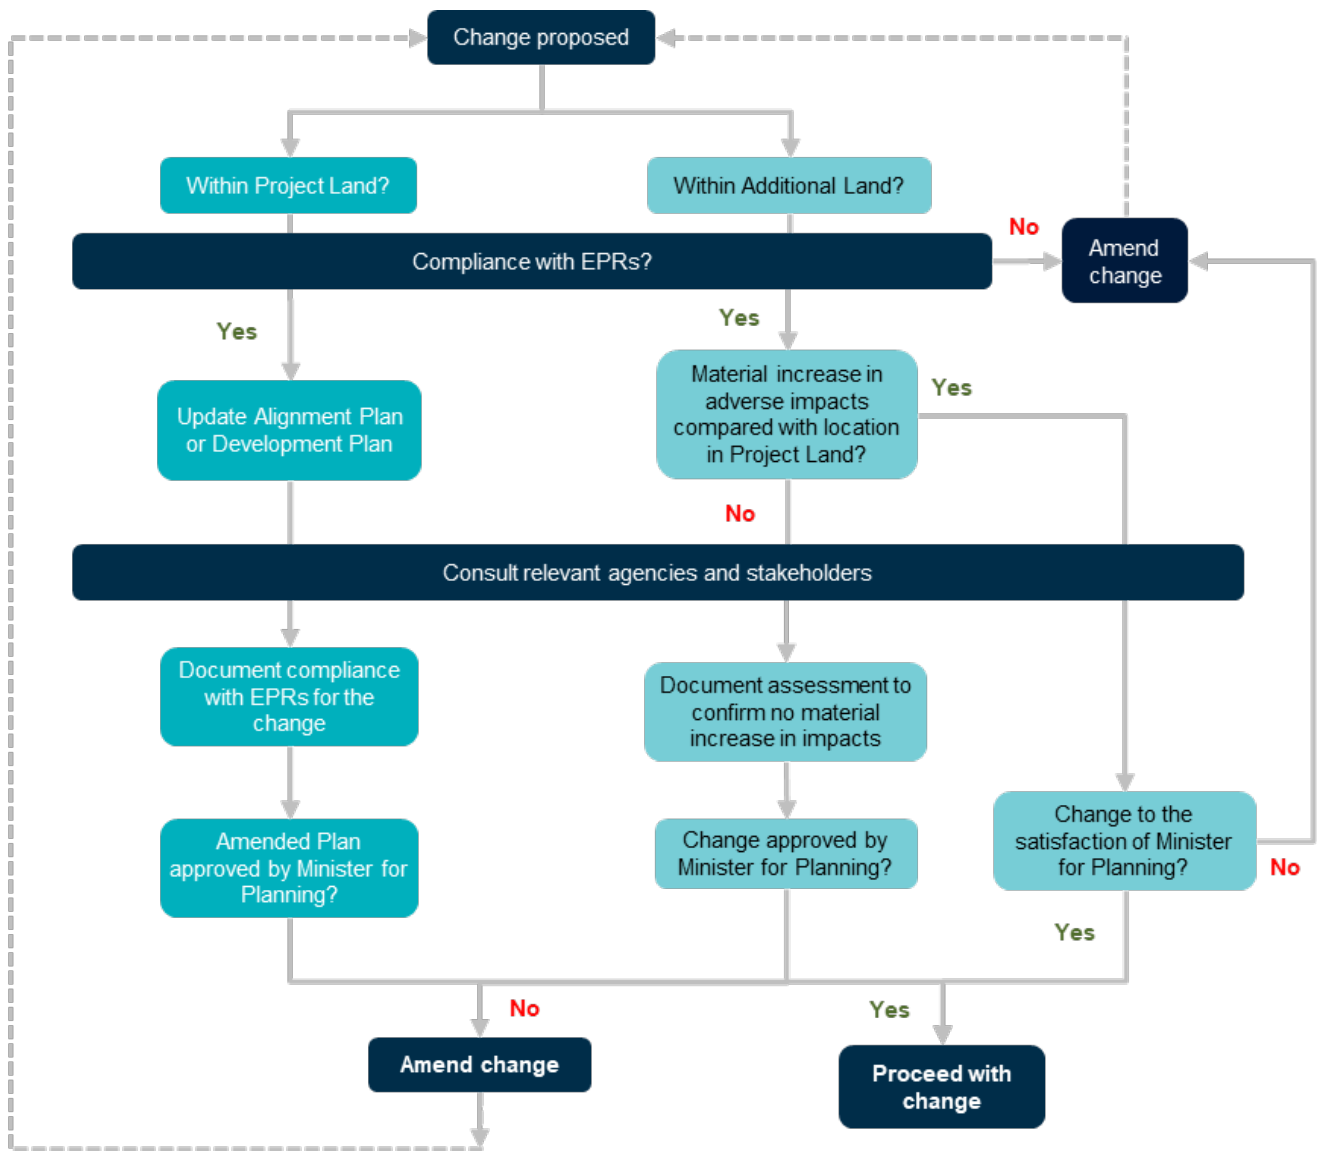 Change proposed
Within Project Land?
Within Additional Land?
No
Compliance with EPRs?
Amend
change
Yes
Yes
Material increase in
adverse impacts
compared with location
in Project Land?
Yes
Update Alignment Plan
or Development Plan
No
Consult relevant agencies and stakeholders
Document compliance
with EPRs for the
change
Document assessment to
confirm no material
increase in impacts
Amended Plan
approved by Minister for
Planning?
Change approved by
Minister for Planning?
Change to the
satisfaction of Minister
for Planning?
No
Yes
No
Yes
Amend change
Proceed with
change